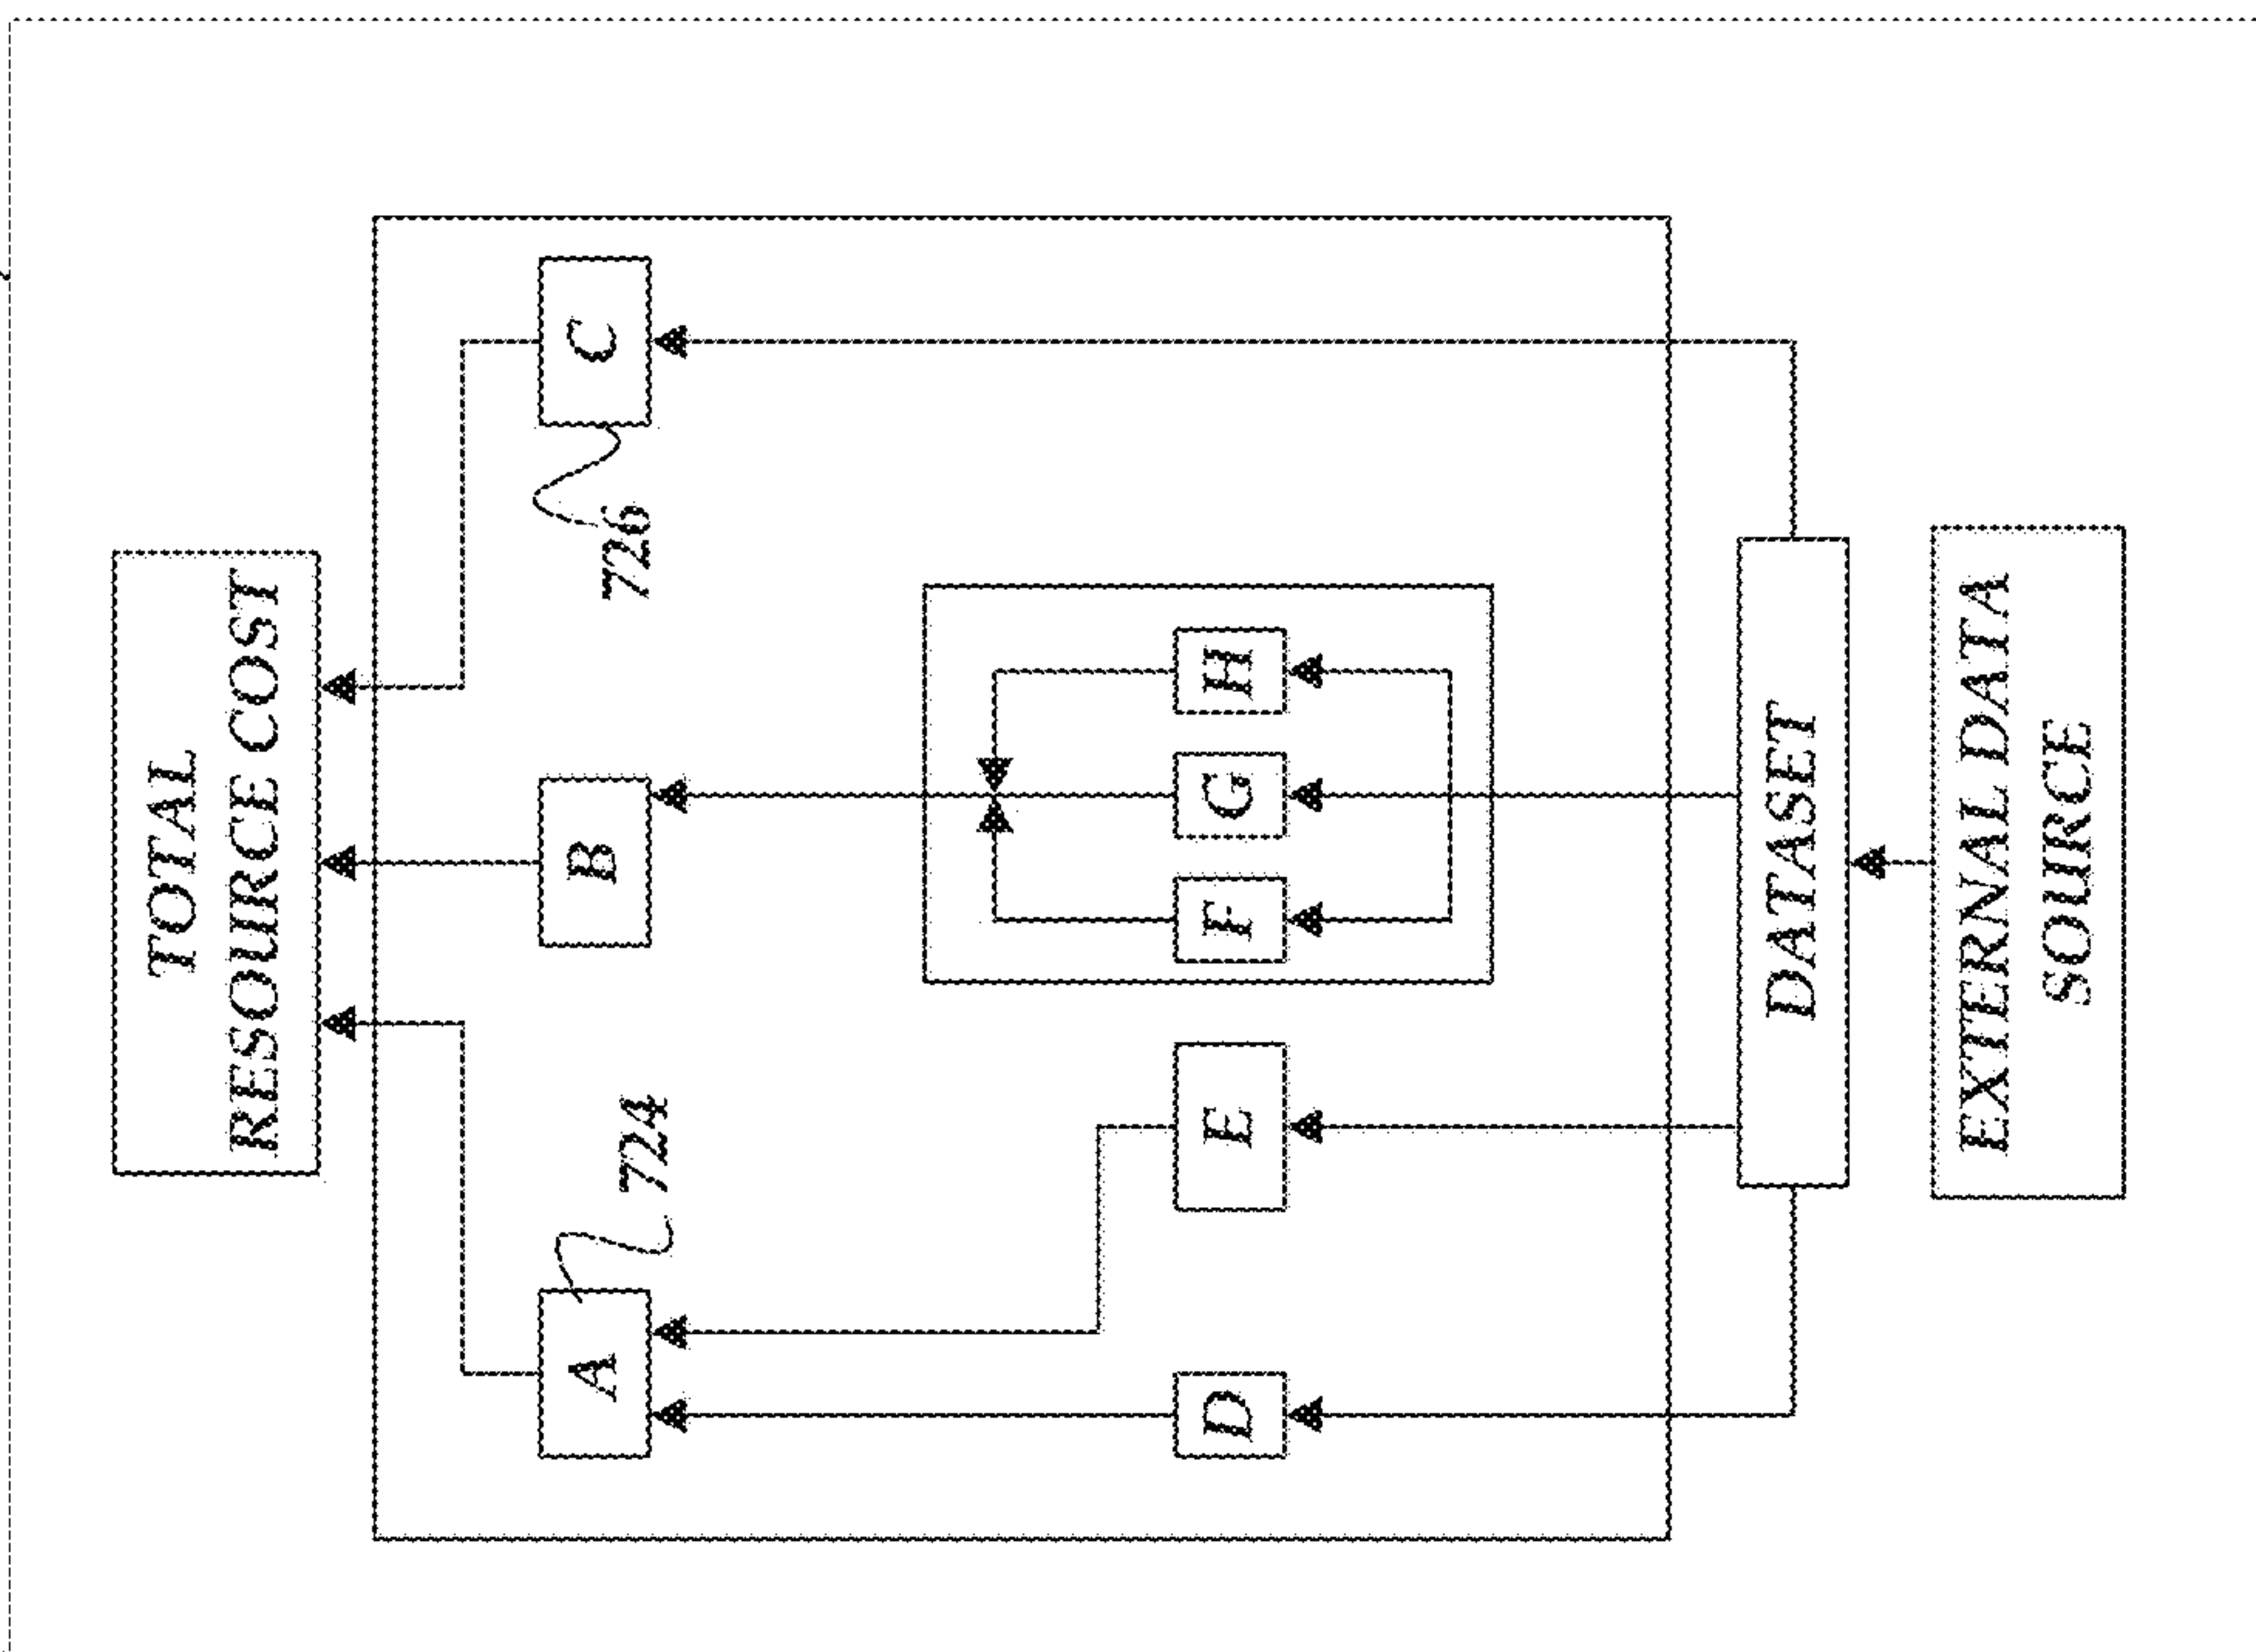 TOTAL
RESOURCE COST
A
724
B
C
726
D
E
F
G
H
DATASET
EXTERNAL DATA
SOURCE